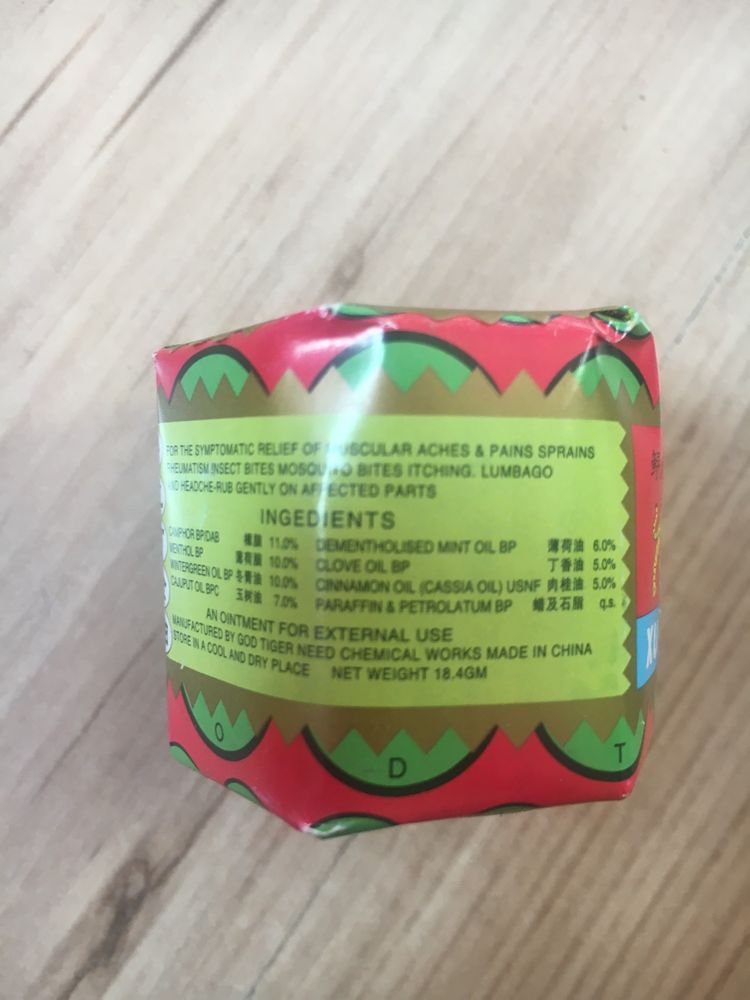 FOR THE SYMPTOMATIC RELIEF OF MUSCULAR ACHES & PAINS SPRAINS
RHEUMATISM.INSECT BITES MOSQUITO BITES ITCHING. LUMBAGO
AND HEADCHE-RUB GENTLY ON AFFECTED PARTS
INGEDIENTS
CAMPHOR BP/DAB 樟腦 11.0% DEMENTHOLISED MINT OIL BP 薄荷油 6.0%
MENTHOL BP 薄荷腦 10.0% CLOVE OIL BP 丁香油 5.0%
WINTERGREEN OIL BP 冬青油 10.0% CINNAMON OIL (CASSIA OIL) USNF 肉桂油 5.0%
CAJUPUT OIL BPC 玉树油 7.0% PARAFFIN & PETROLATUM BP 蜡及石脂 q.s.
AN OINTMENT FOR EXTERNAL USE
MANUFACTURED BY GOD TIGER NEED CHEMICAL WORKS MADE IN CHINA
STORE IN A COOL AND DRY PLACE NET WEIGHT 18.4GM
XU
O D T